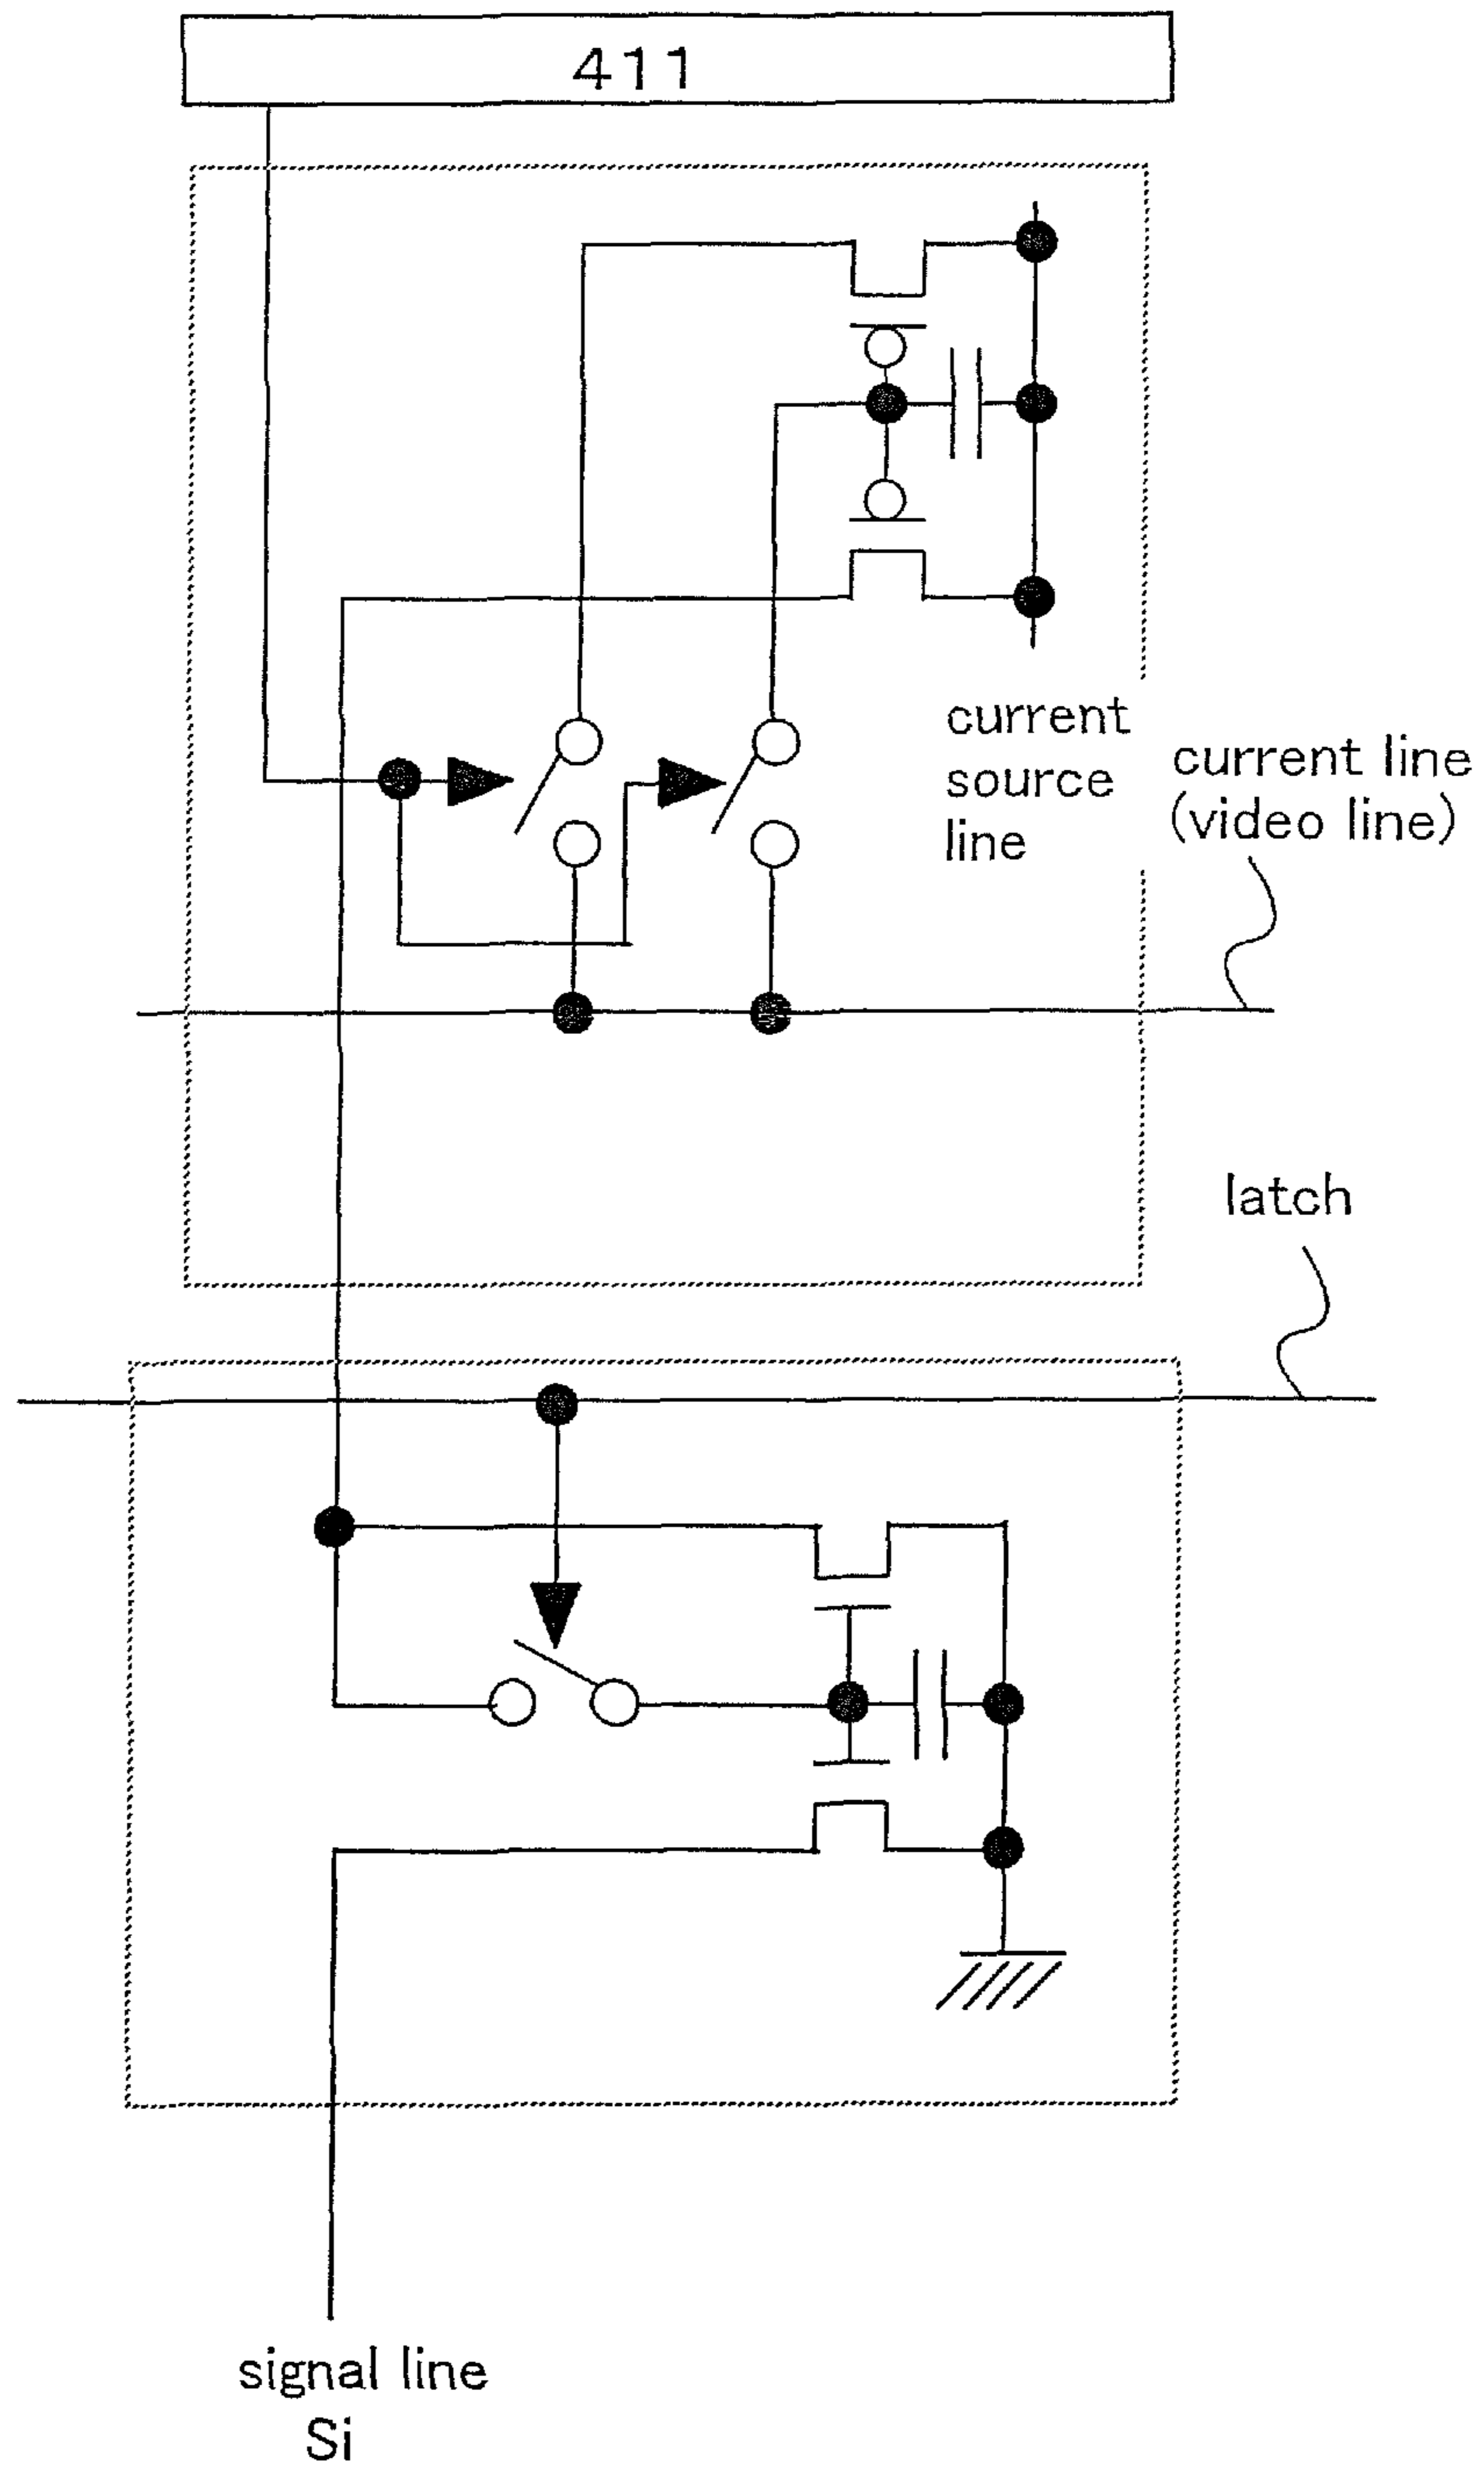 411
current
source
line
current line
(video line)
latch
signal line
Si